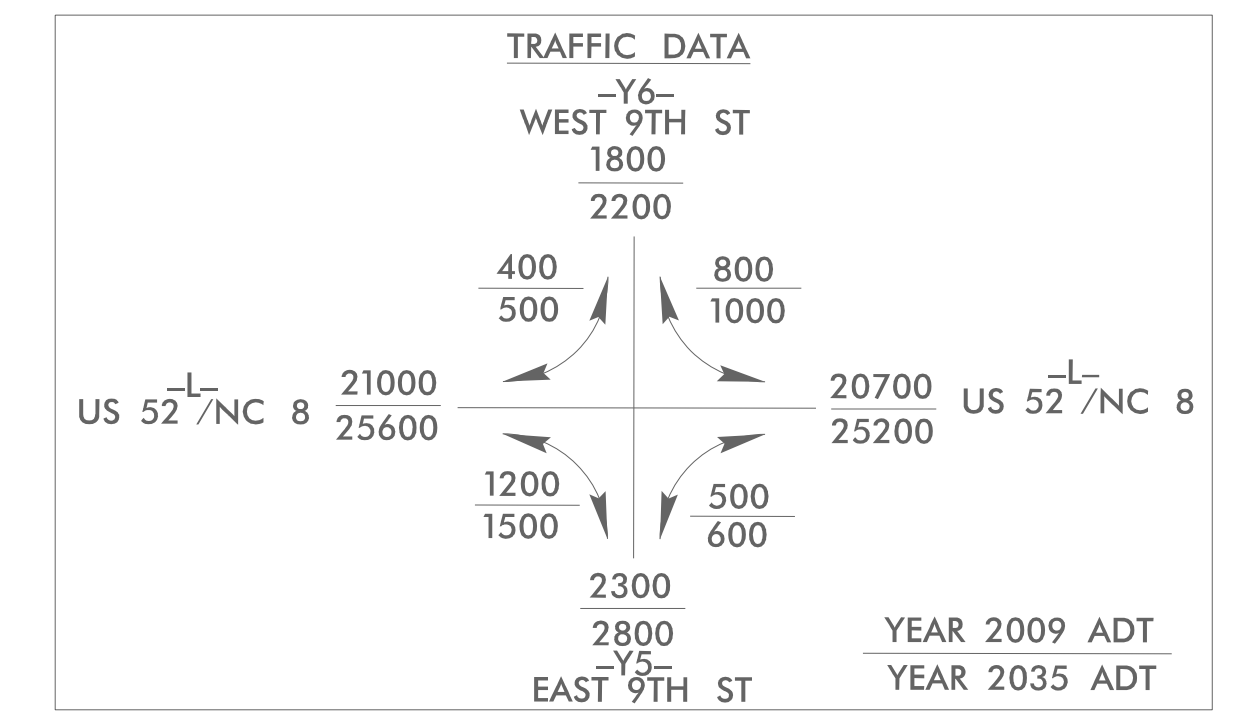 TRAFFIC DATA
–Y6–
WEST 9TH ST
1800
2200
400
500
800
1000
–L–
US 52 /NC 8
21000
25600
20700
25200
–L–
US 52 /NC 8
1200
1500
500
600
2300
2800
–Y5–
EAST 9TH ST
YEAR 2009 ADT
YEAR 2035 ADT